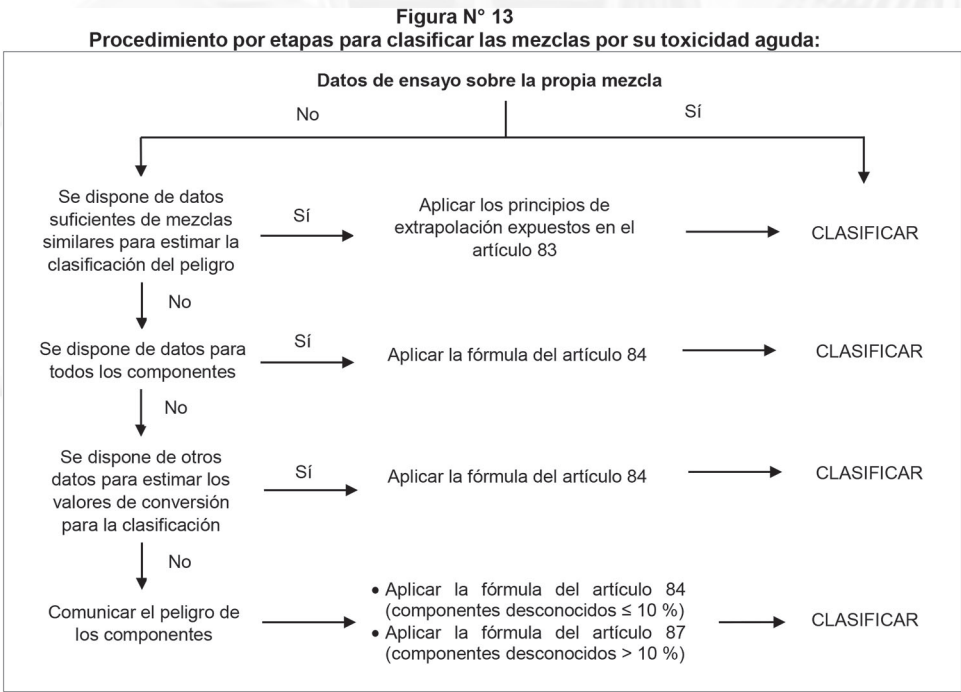 Figura N° 13
Procedimiento por etapas para clasificar las mezclas por su toxicidad aguda:
Datos de ensayo sobre la propia mezcla
No
Sí
Se dispone de datos
suficientes de mezclas
similares para estimar la
clasificación del peligro
Sí
Aplicar los principios de
extrapolación expuestos en el
artículo 83
CLASIFICAR
No
Se dispone de datos para
todos los componentes
Sí
Aplicar la fórmula del artículo 84
CLASIFICAR
No
Se dispone de otros
datos para estimar los
valores de conversión
para la clasificación
Sí
Aplicar la fórmula del artículo 84
CLASIFICAR
No
Comunicar el peligro de
los componentes
• Aplicar la fórmula del artículo 84
(componentes desconocidos ≤ 10 %)
• Aplicar la fórmula del artículo 87
(componentes desconocidos > 10 %)
CLASIFICAR